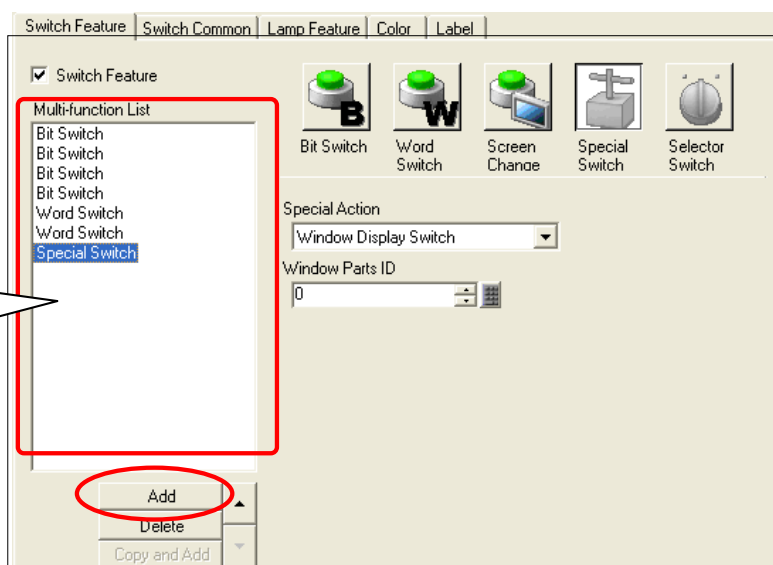 Switch Feature Switch Common Lamp Feature Color Label
Switch Feature
Multi-function List
Bit Switch
Bit Switch
Bit Switch
Bit Switch
Word Switch
Word Switch
Special Switch
Add
Delete
Copy and Add
B
W
Bit Switch
Word
Switch
Screen
Change
Special
Switch
Selector
Switch
Special Action
Window Display Switch
Window Parts ID
0